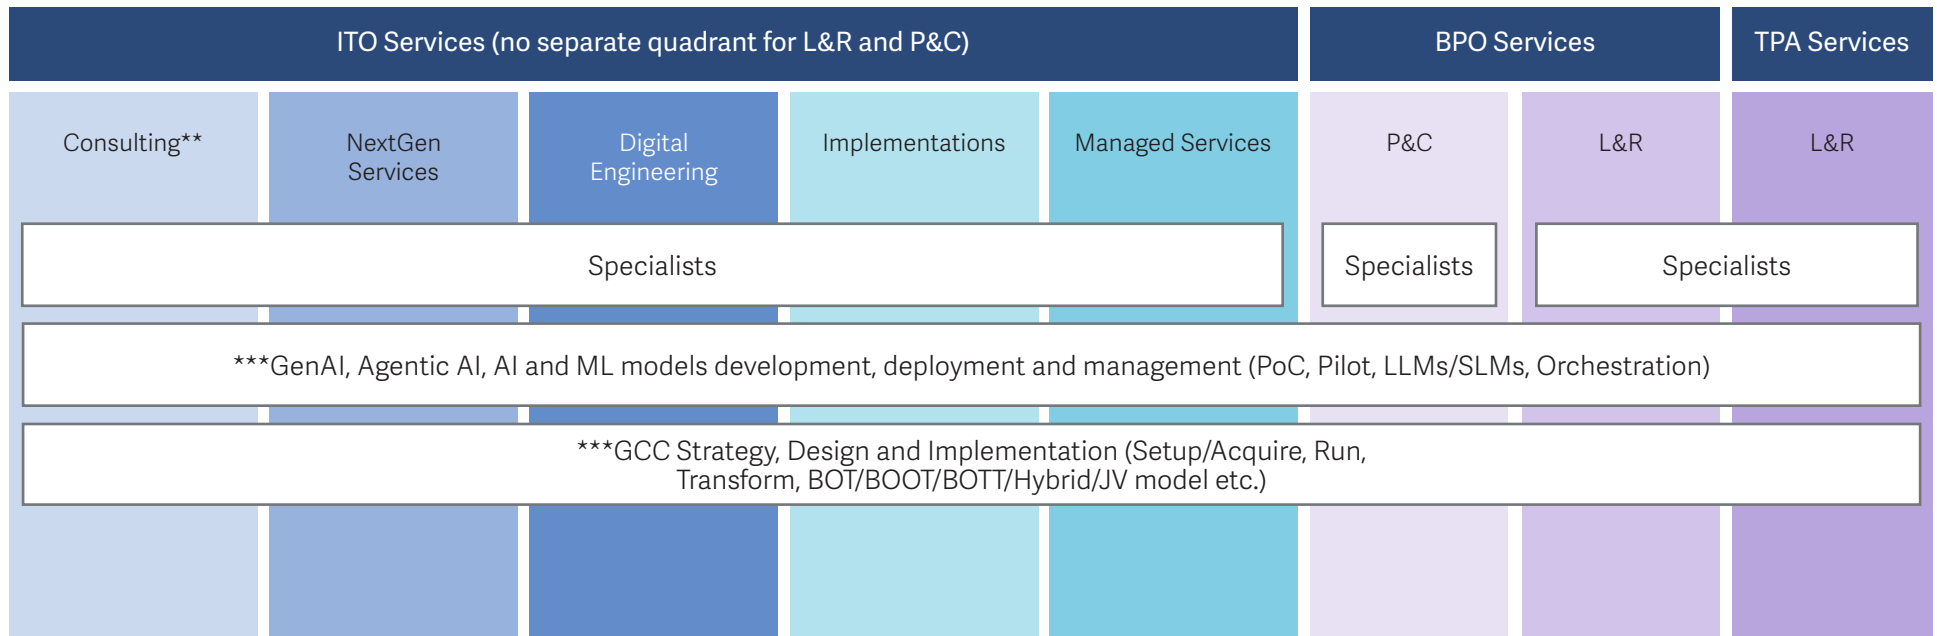 ITO Services (no separate quadrant for L&R and P&C)
BPO Services
TPA Services
Consulting**
NextGen
Services
Digital
Engineering
Implementations
Managed Services
P&C
L&R
L&R
Specialists
Specialists
Specialists
***GenAI, Agentic AI, AI and ML models development, deployment and management (PoC, Pilot, LLMs/SLMs, Orchestration)
***GCC Strategy, Design and Implementation (Setup/Acquire, Run,
Transform, BOT/BOOT/BOTT/Hybrid/JV model etc.)